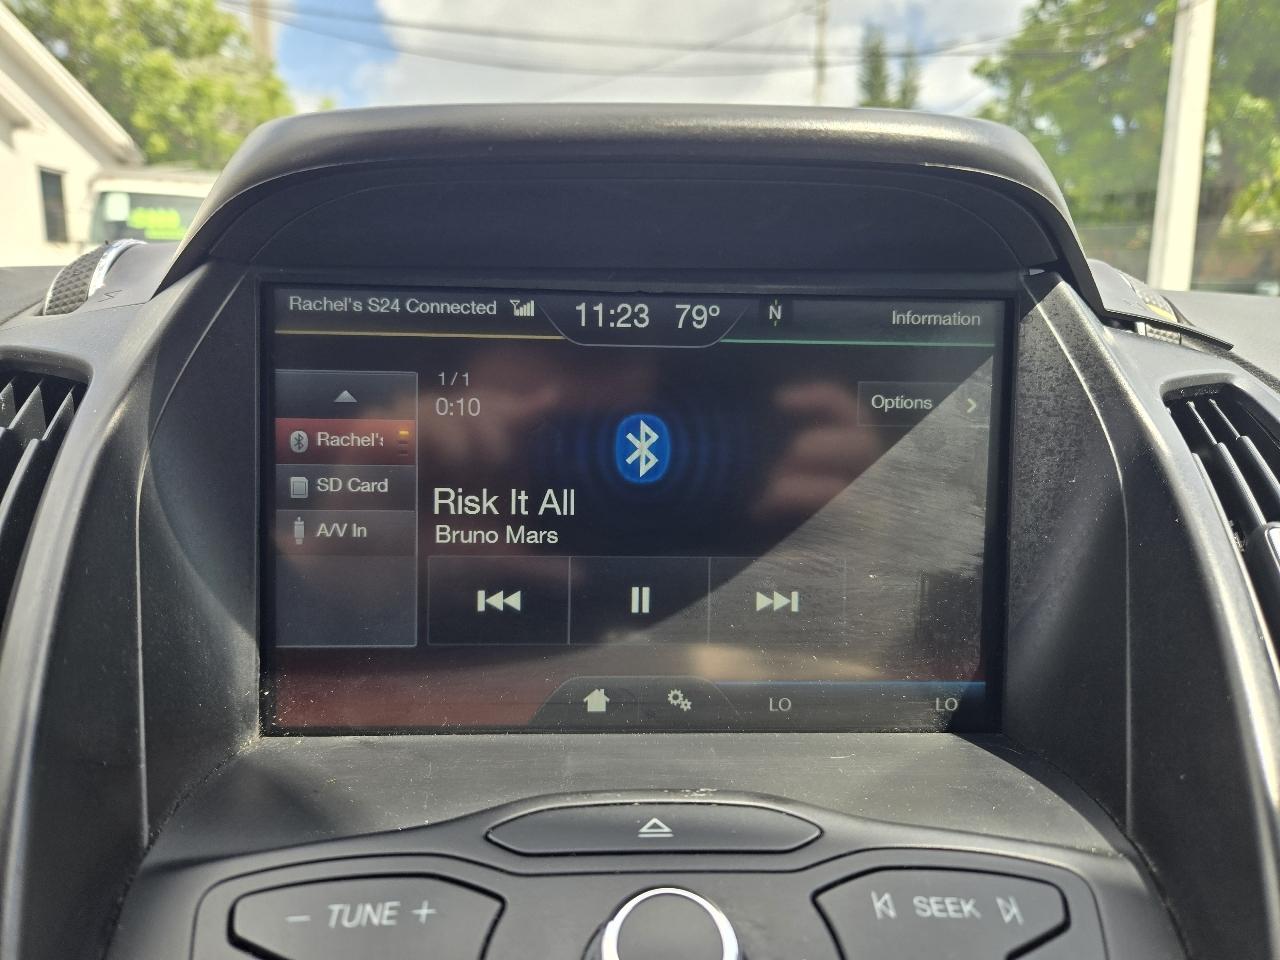 Rachel's S24 Connected
11:23 79°
N
Information
1/1
0:10
Options
Rachel's
SD Card
A/V In
Risk It All
Bruno Mars
LO
LO
– TUNE +
SEEK